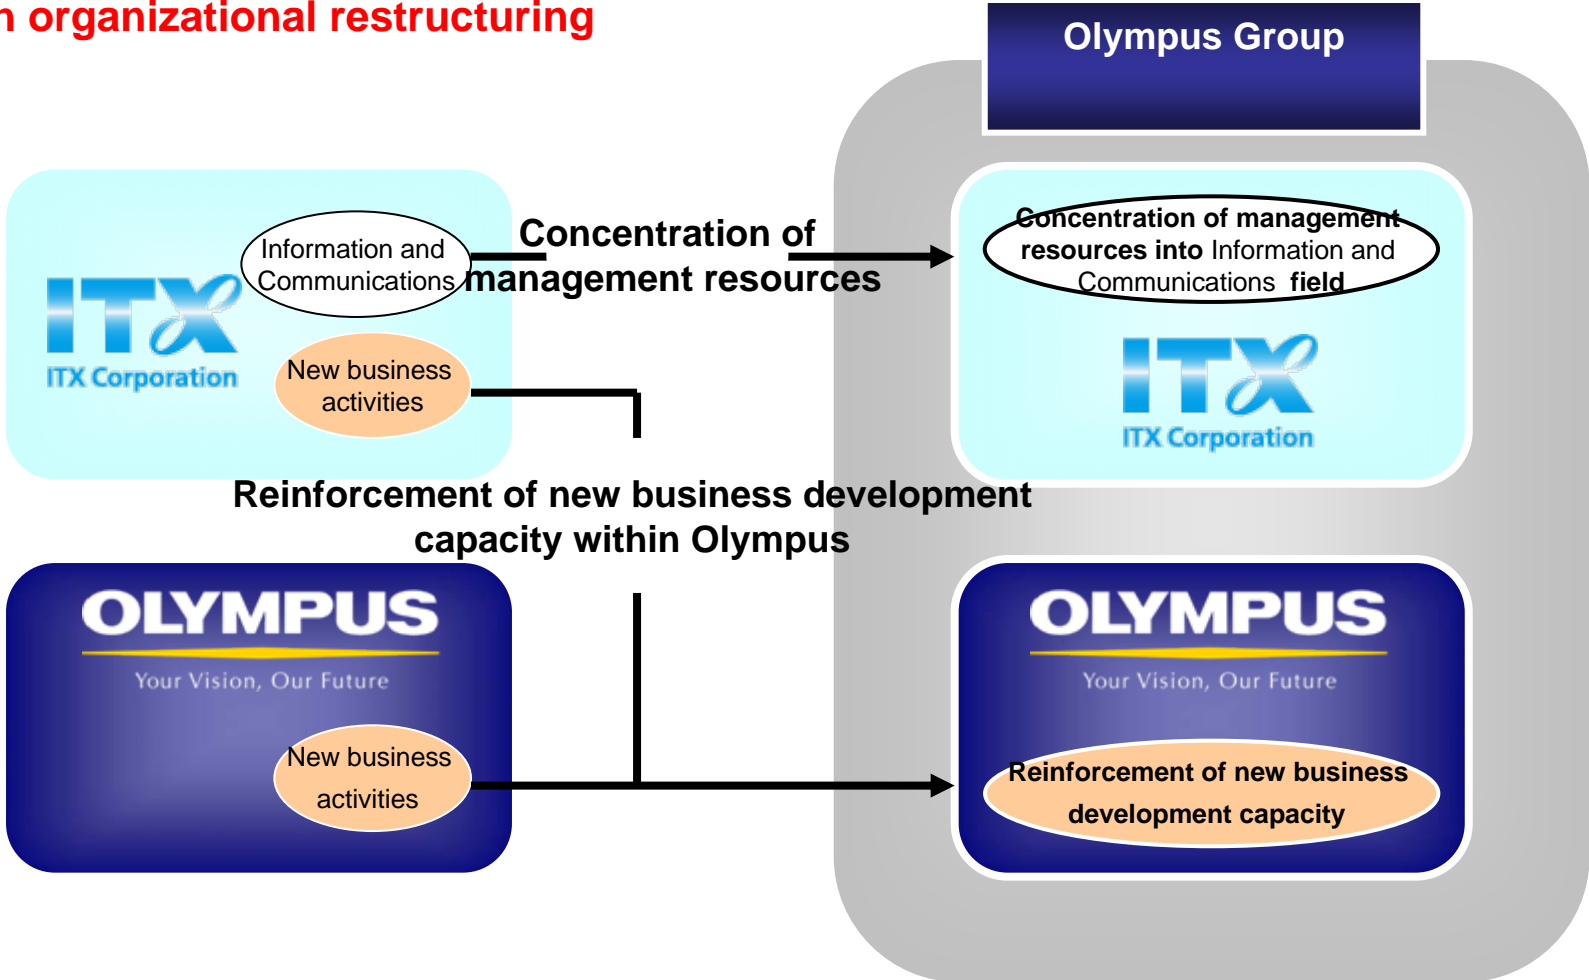 n organizational restructuring
Olympus Group
Information and
Communications
Concentration of
management resources
Concentration of management
resources into Information and
Communications field
ITX
ITX Corporation
New business
activities
ITX
ITX Corporation
Reinforcement of new business development
capacity within Olympus
OLYMPUS
Your Vision, Our Future
New business
activities
OLYMPUS
Your Vision, Our Future
Reinforcement of new business
development capacity